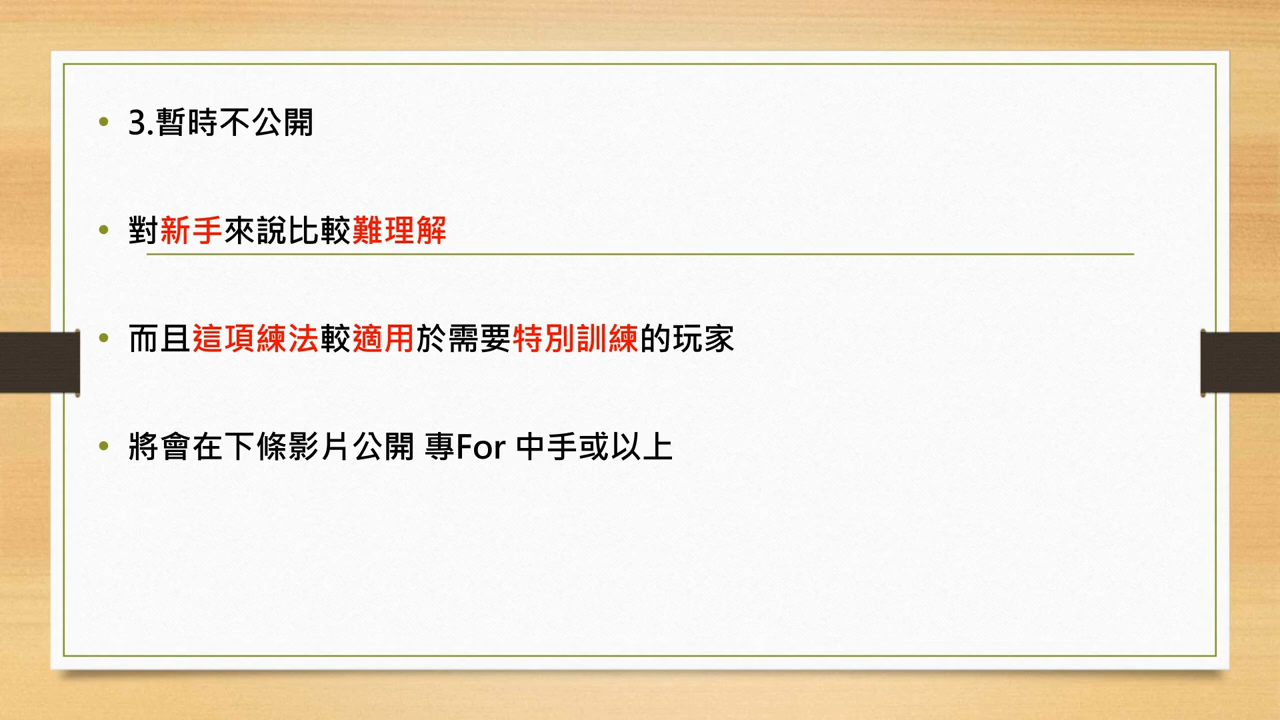 3.暫時不公開
對新手來說比較難理解
而且這項練法較適用於需要特別訓練的玩家
將會在下條影片公開 專For 中手或以上